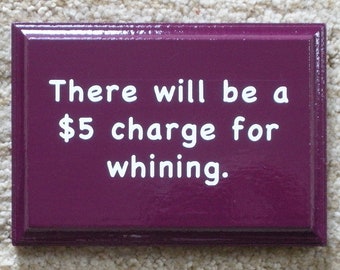 There will be a
$5 charge for
whining.